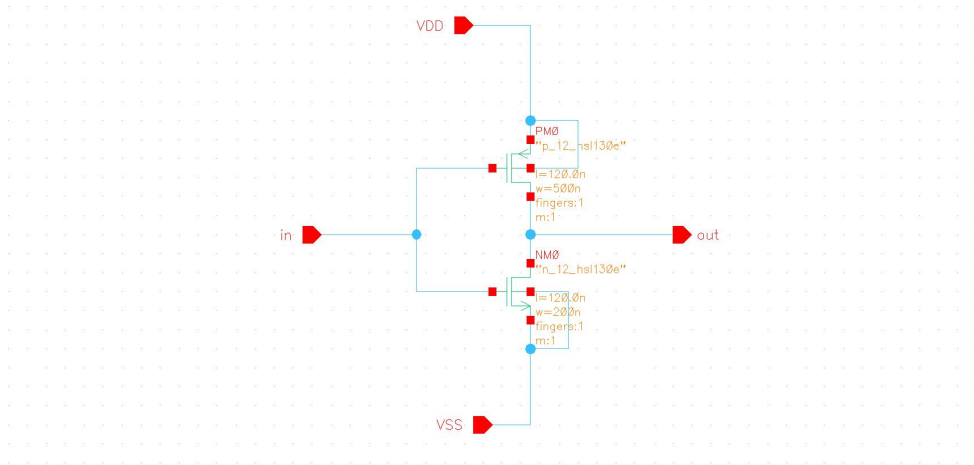 VDD
PM0
"p_12_hsl130e"
l=120.0n
w=500n
fingers:1
m:1
in
out
NM0
"n_12_hsl130e"
l=120.0n
w=200n
fingers:1
m:1
VSS